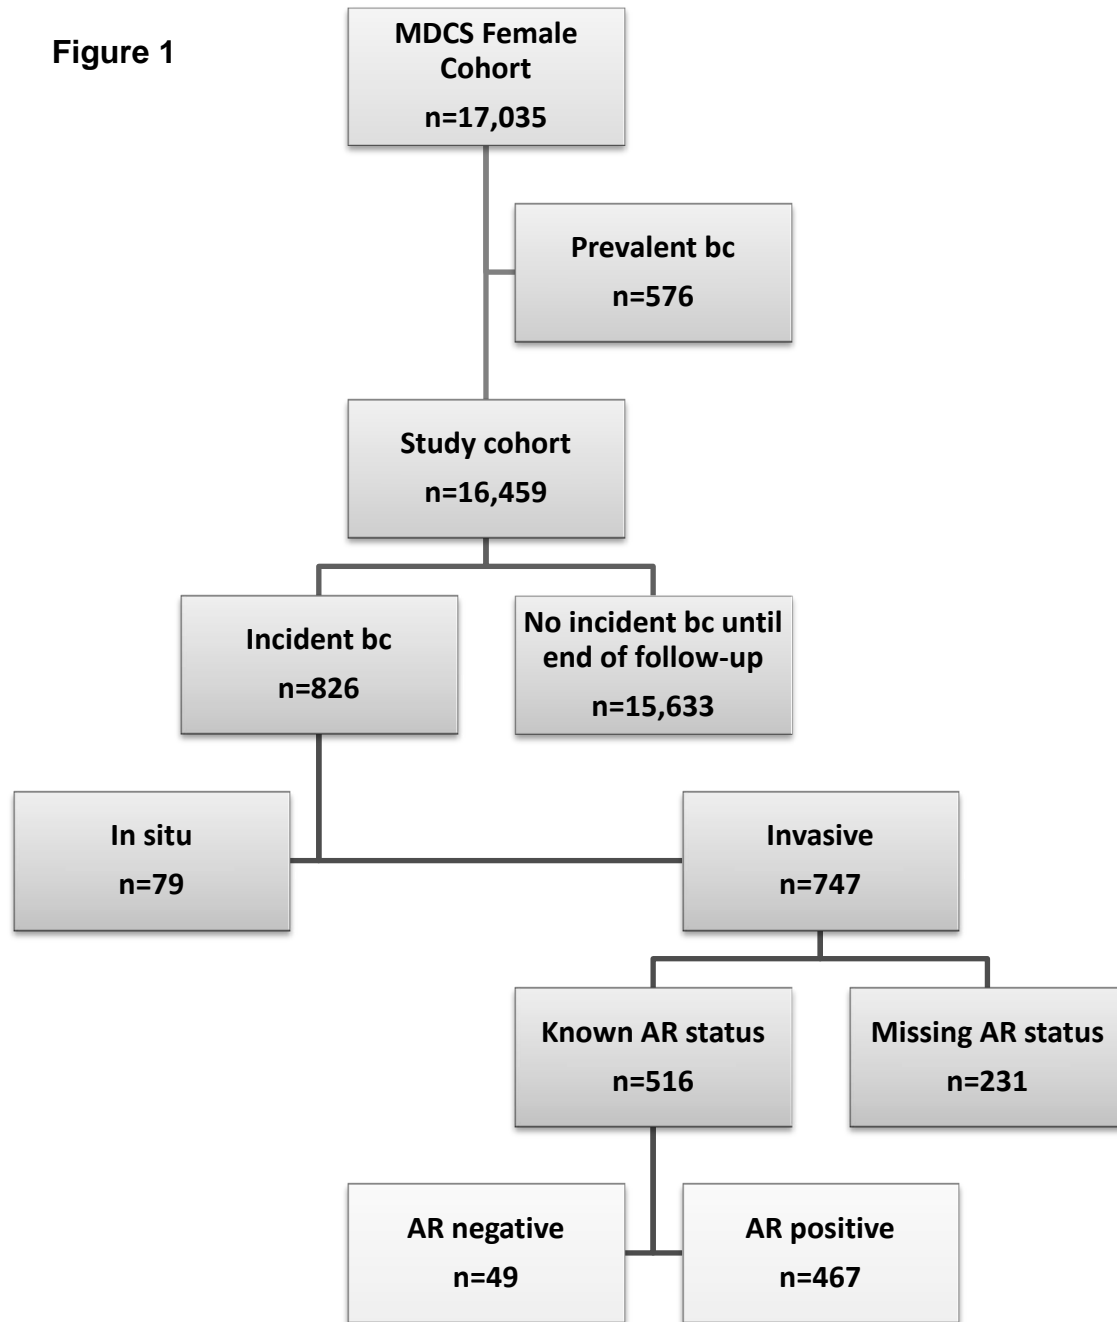 Figure 1
MDCS Female
Cohort
n=17,035
Prevalent bc
n=576
Study cohort
n=16,459
Incident bc
n=826
No incident bc until
end of follow-up
n=15,633
In situ
n=79
Invasive
n=747
Known AR status
n=516
Missing AR status
n=231
AR negative
n=49
AR positive
n=467